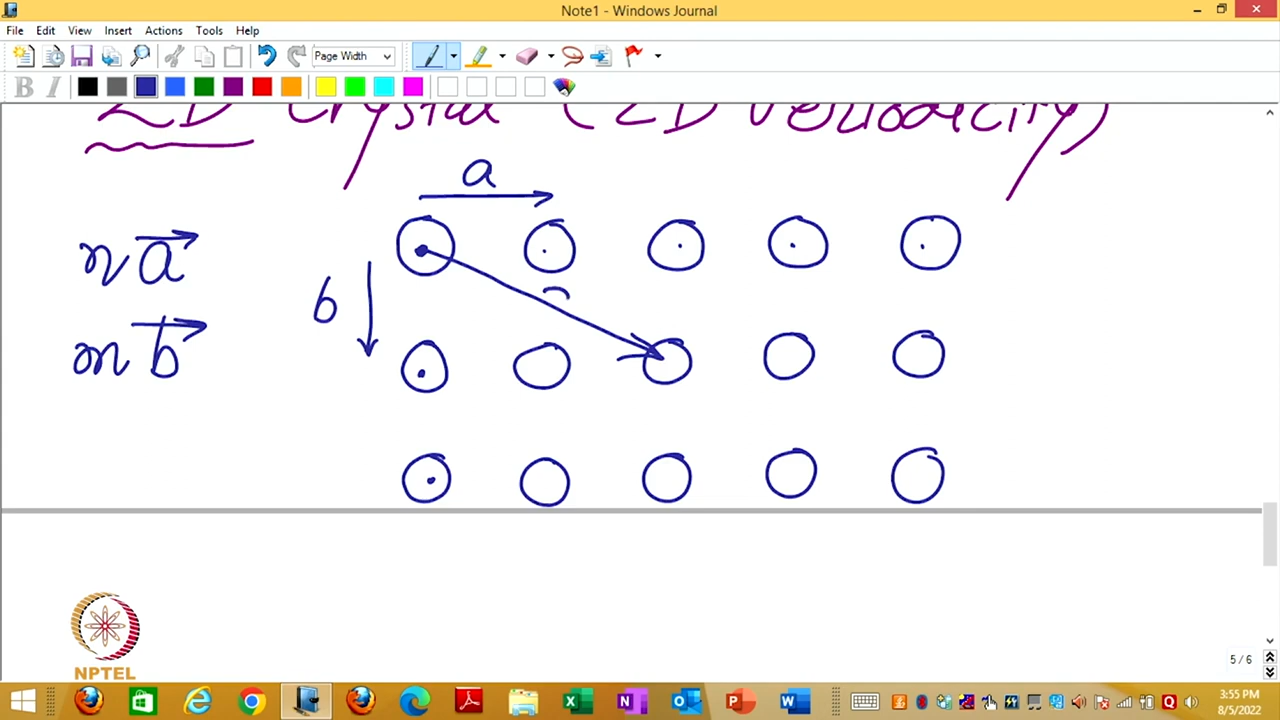 Note1 - Windows Journal
File Edit View Insert Actions Tools Help
Page Width
B I
2D Crystal (2D Periodicity)
a
n a
b
m b
NPTEL
5 / 6
3:55 PM
8/5/2022